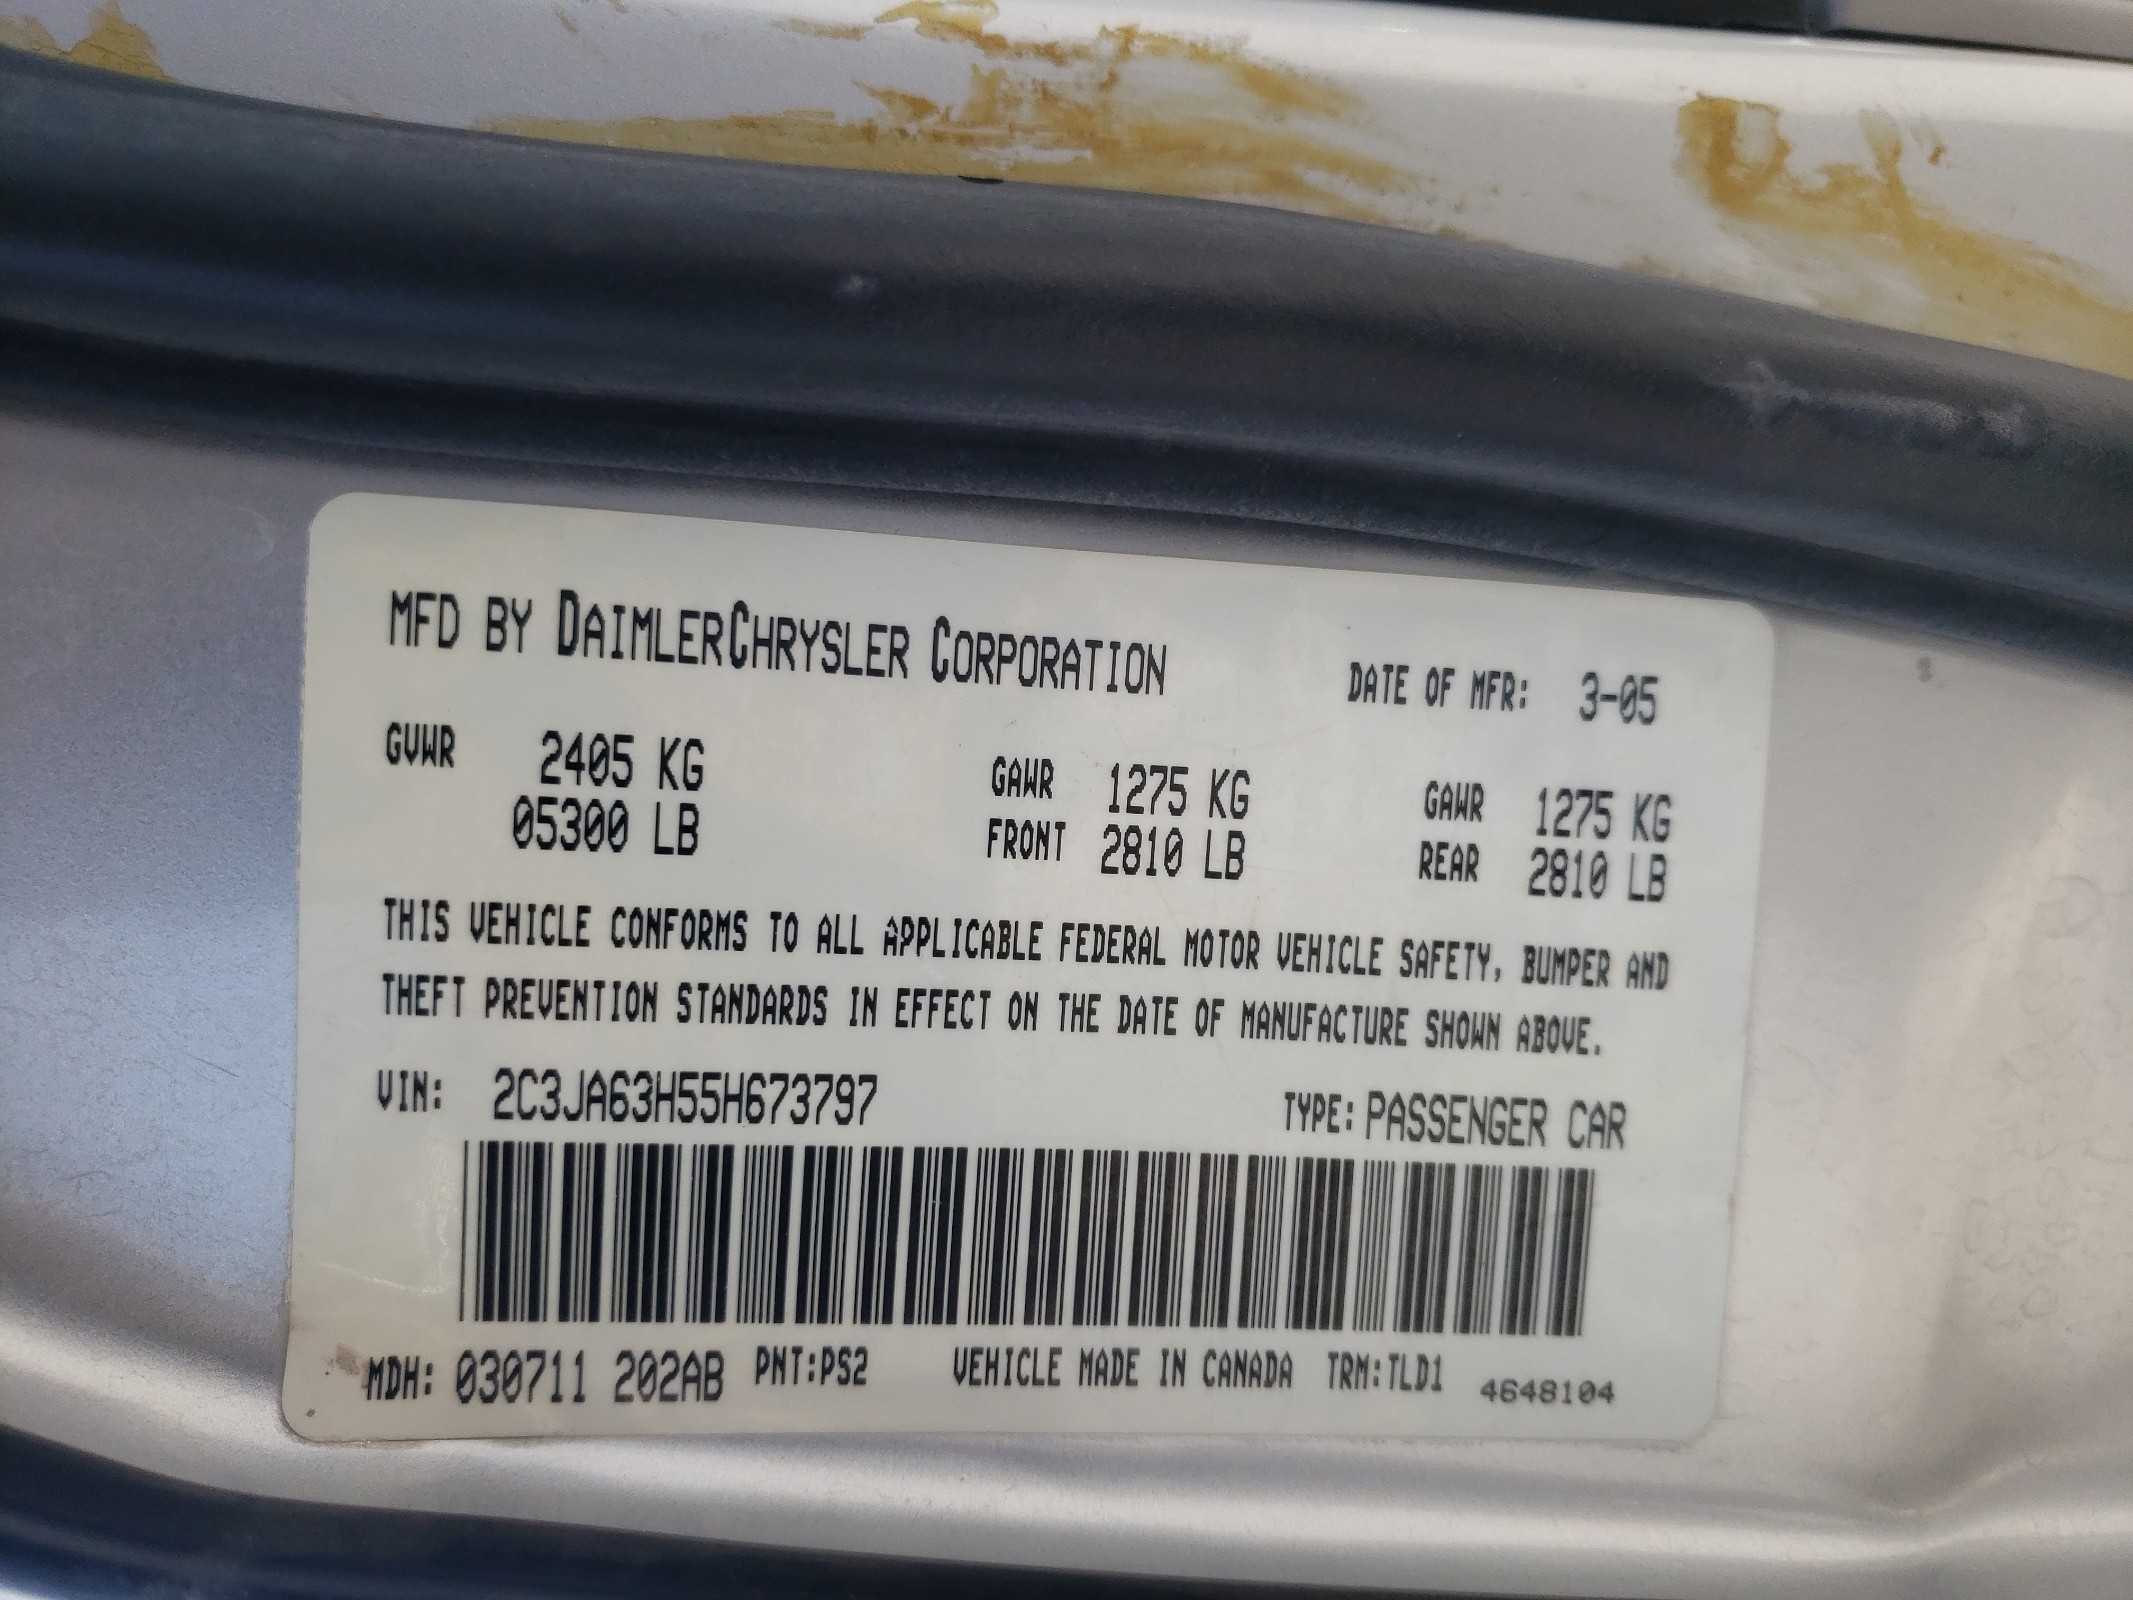 MFD BY DAIMLERCHRYSLER CORPORATION DATE OF MFR: 3-05
GVWR 2405 KG GAWR 1275 KG GAWR 1275 KG
05300 LB FRONT 2810 LB REAR 2810 LB
THIS VEHICLE CONFORMS TO ALL APPLICABLE FEDERAL MOTOR VEHICLE SAFETY, BUMPER AND
THEFT PREVENTION STANDARDS IN EFFECT ON THE DATE OF MANUFACTURE SHOWN ABOVE.
VIN: 2C3JA63H55H673797 TYPE: PASSENGER CAR
MDH: 030711 202AB PNT:PS2 VEHICLE MADE IN CANADA TRM:TLD1 4648104